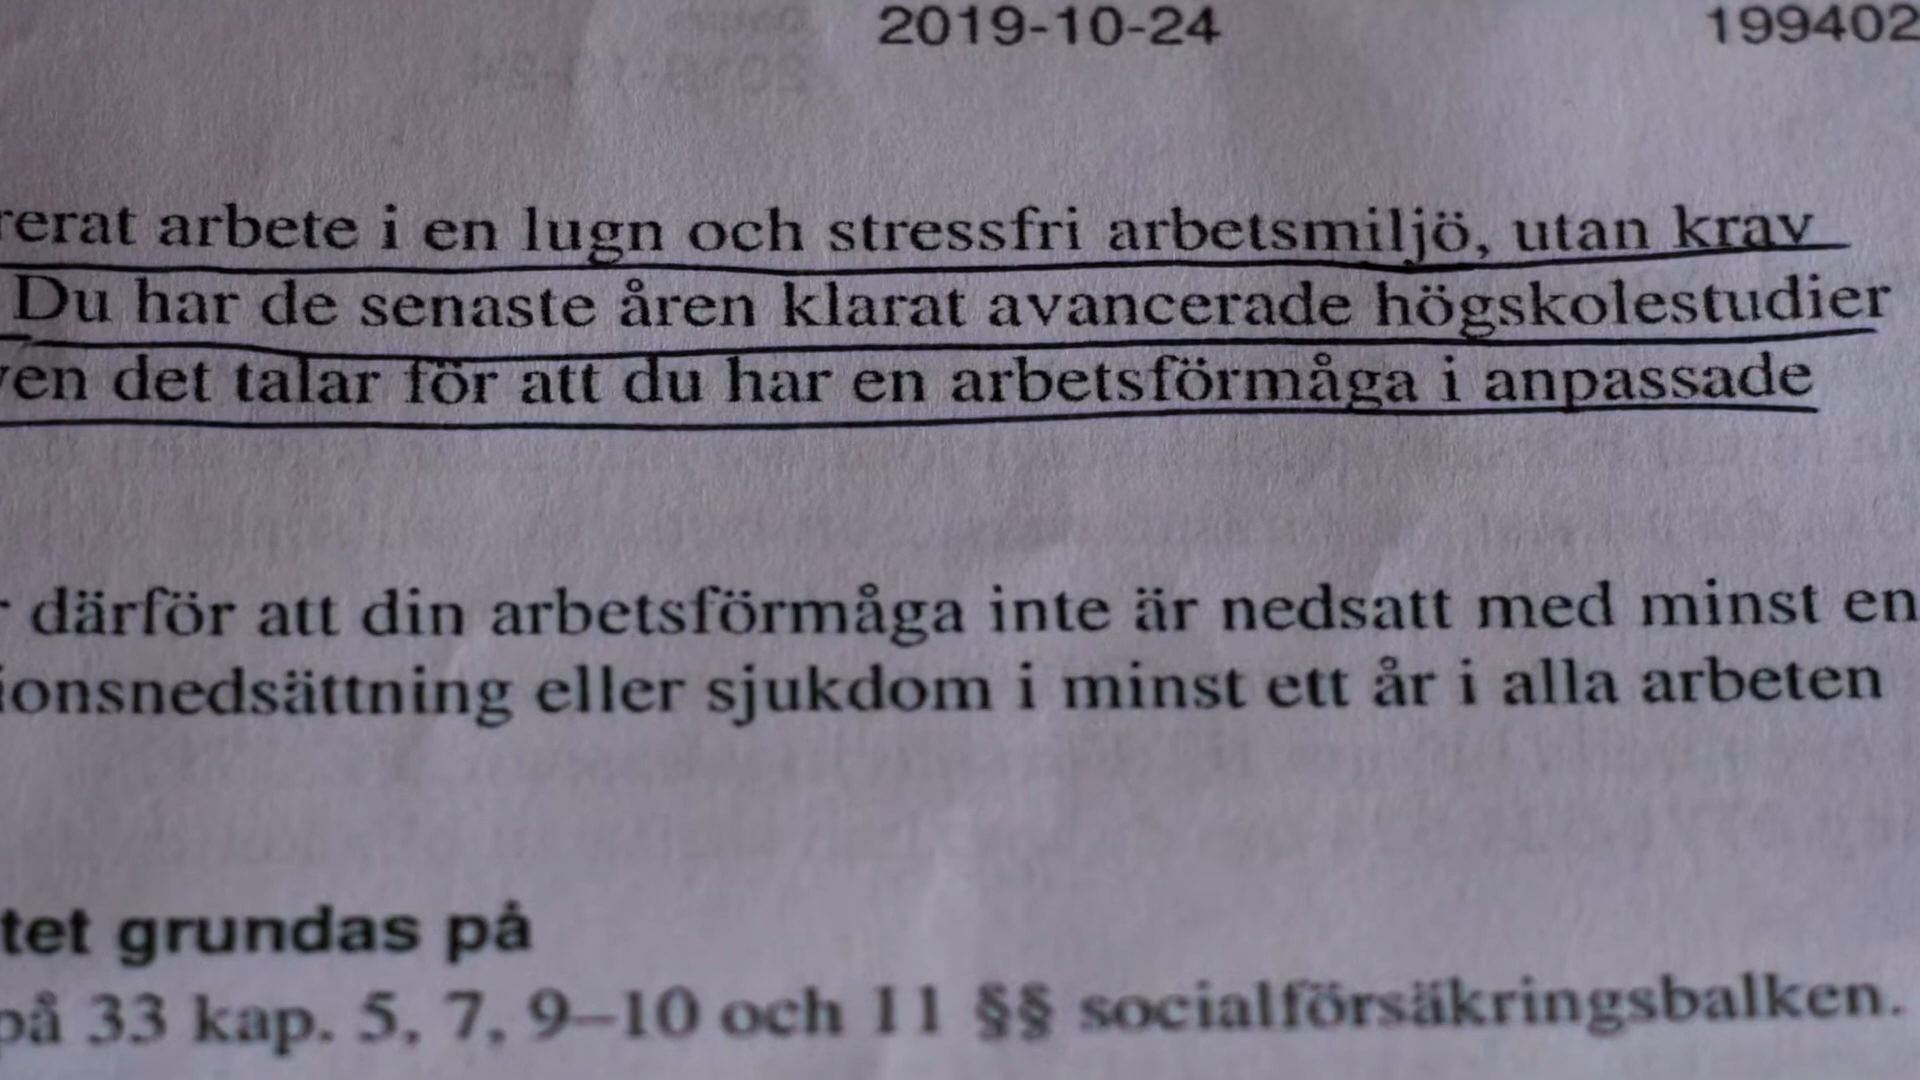 2019-10-24 199402
rerat arbete i en lugn och stressfri arbetsmiljö, utan krav
Du har de senaste åren klarat avancerade högskolestudier
ven det talar för att du har en arbetsförmåga i anpassade
därför att din arbetsförmåga inte är nedsatt med minst en
ionsnedsättning eller sjukdom i minst ett år i alla arbeten
tet grundas på
på 33 kap. 5, 7, 9–10 och 11 §§ socialförsäkringsbalken.